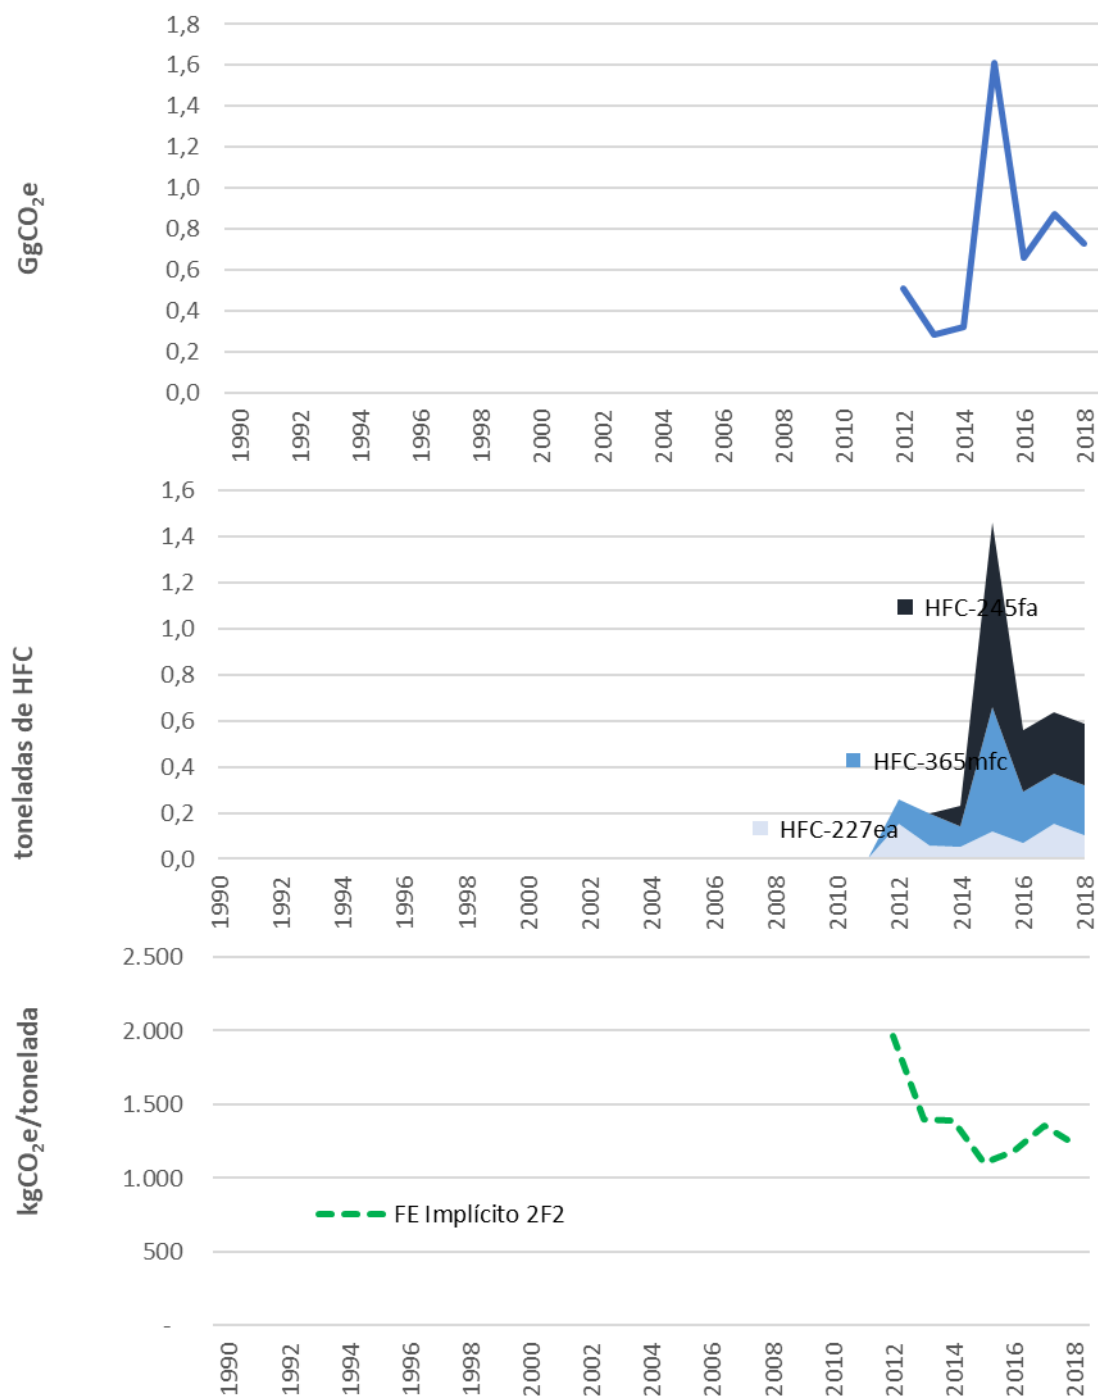 GgCO₂e
1,8
1,6
1,4
1,2
1,0
0,8
0,6
0,4
0,2
0,0
1990 1992 1994 1996 1998 2000 2002 2004 2006 2008 2010 2012 2014 2016 2018
toneladas de HFC
1,6
1,4
1,2
1,0
0,8
0,6
0,4
0,2
0,0
HFC-245fa
HFC-365mfc
HFC-227ea
1990 1992 1994 1996 1998 2000 2002 2004 2006 2008 2010 2012 2014 2016 2018
kgCO₂e/tonelada
2.500
2.000
1.500
1.000
500
-
FE Implícito 2F2
1990 1992 1994 1996 1998 2000 2002 2004 2006 2008 2010 2012 2014 2016 2018